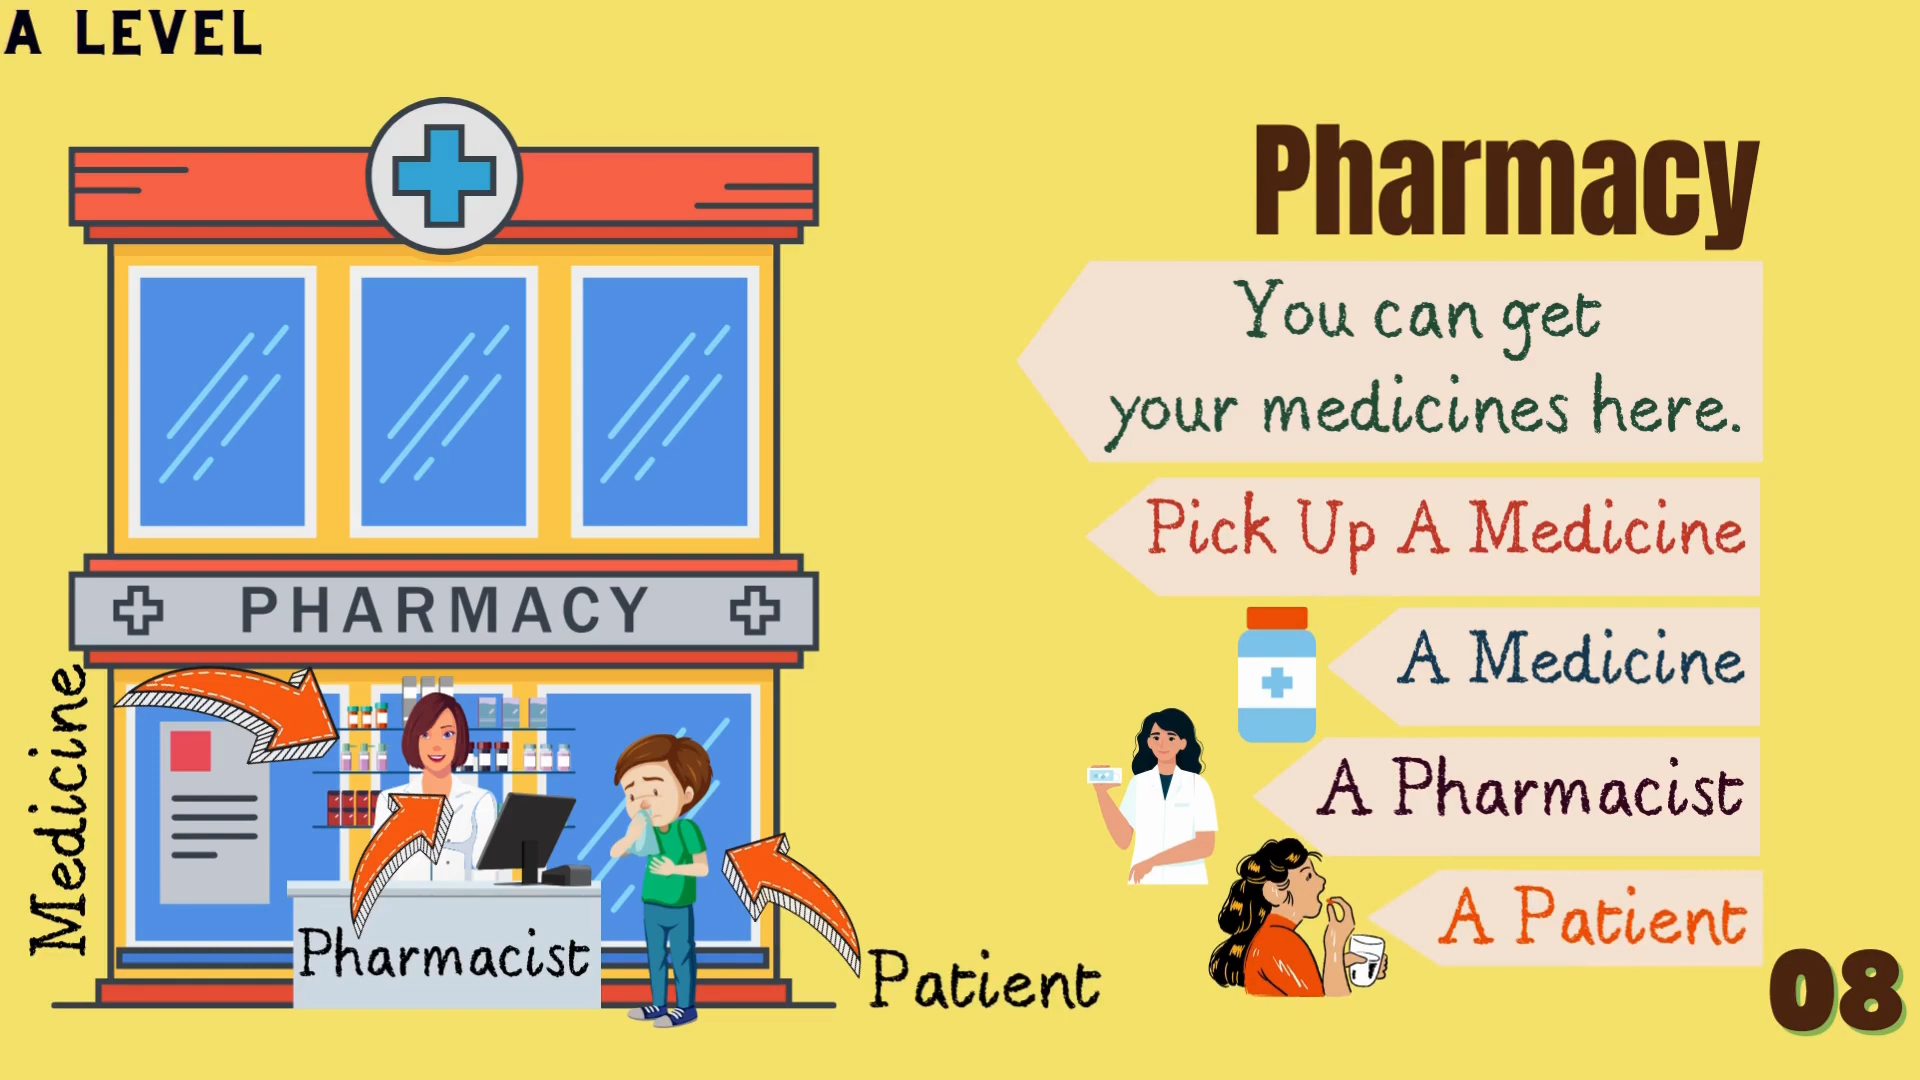 A LEVEL
Pharmacy
You can get
your medicines here.
Pick Up A Medicine
A Medicine
A Pharmacist
A Patient
PHARMACY
Medicine
Pharmacist
Patient
08